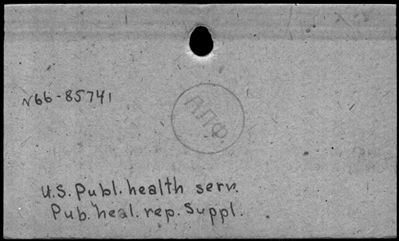 N66-85741
А.П.Ф.
U.S. Publ. health serv.
Pub. heal. rep. Suppl.